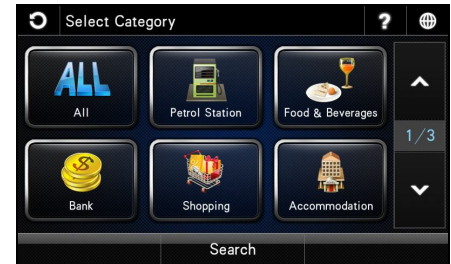 Select Category
?
ALL
All
Petrol Station
Food & Beverages
1/3
$
Bank
Shopping
Accommodation
Search